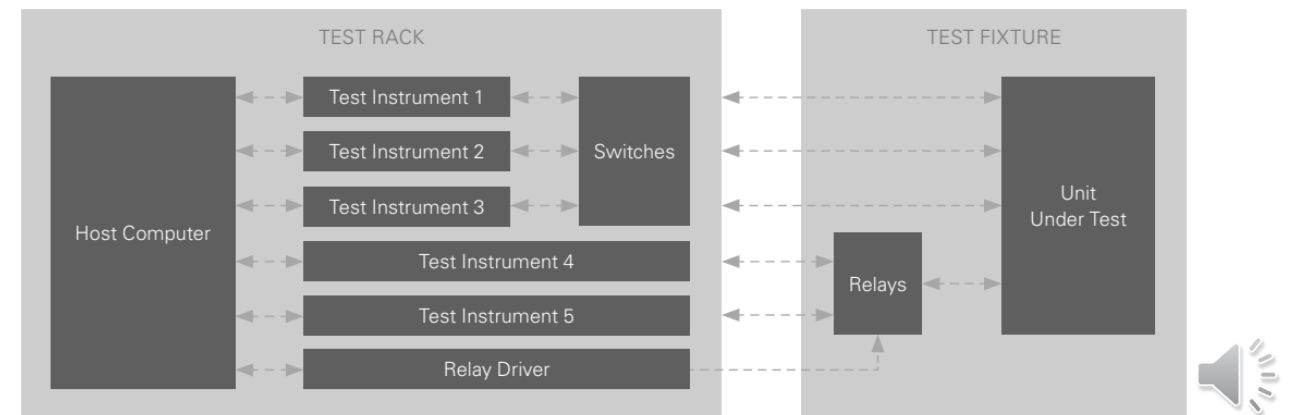 TEST RACK
TEST FIXTURE
Host Computer
Test Instrument 1
Test Instrument 2
Test Instrument 3
Switches
Test Instrument 4
Test Instrument 5
Relay Driver
Relays
Unit
Under Test